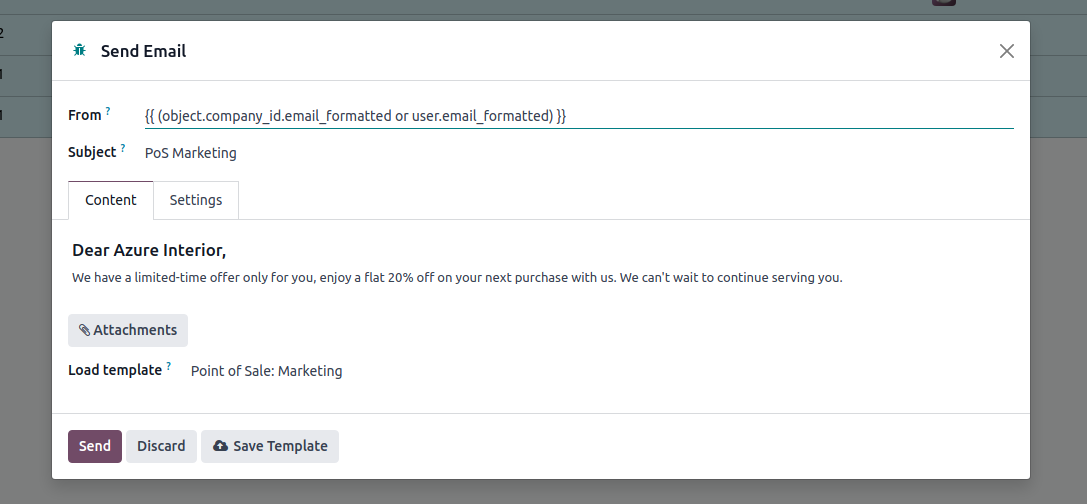 Send Email
From ? {{ (object.company_id.email_formatted or user.email_formatted) }}
Subject ? PoS Marketing
Content Settings
Dear Azure Interior,
We have a limited-time offer only for you, enjoy a flat 20% off on your next purchase with us. We can't wait to continue serving you.
Attachments
Load template ? Point of Sale: Marketing
Send Discard Save Template